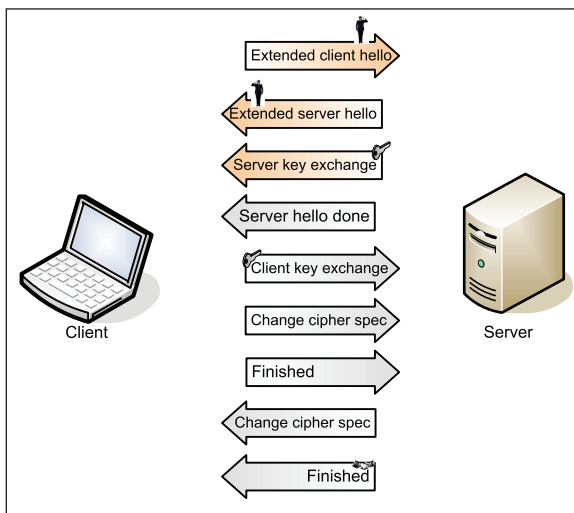 Extended client hello
Extended server hello
Server key exchange
Server hello done
Client key exchange
Change cipher spec
Finished
Change cipher spec
Finished
Client
Server